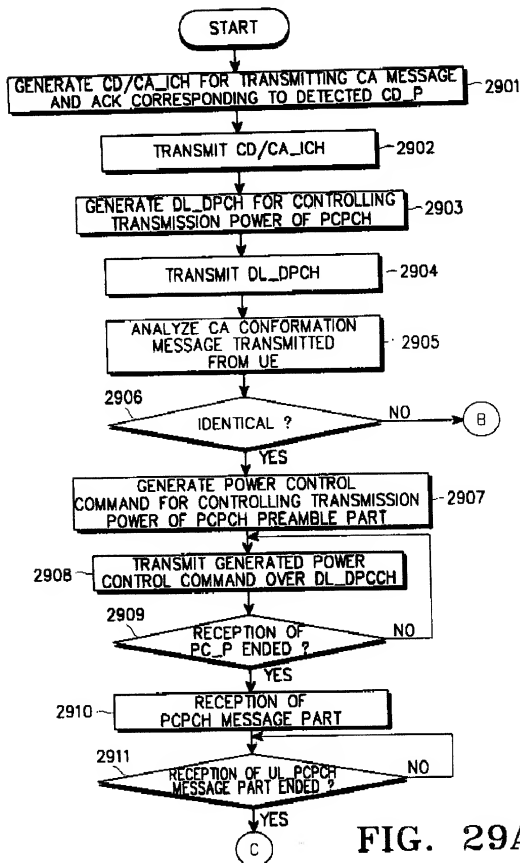 START
GENERATE CD/CA_ICH FOR TRANSMITTING CA MESSAGE
AND ACK CORRESPONDING TO DETECTED CD_P
2901
TRANSMIT CD/CA_ICH
2902
GENERATE DL_DPCH FOR CONTROLLING
TRANSMISSION POWER OF PCPCH
2903
TRANSMIT DL_DPCH
2904
ANALYZE CA CONFORMATION
MESSAGE TRANSMITTED
FROM UE
2905
2906
IDENTICAL ?
NO
B
YES
GENERATE POWER CONTROL
COMMAND FOR CONTROLLING TRANSMISSION
POWER OF PCPCH PREAMBLE PART
2907
2908
TRANSMIT GENERATED POWER
CONTROL COMMAND OVER DL_DPCCH
2909
RECEPTION OF
PC_P ENDED ?
NO
YES
2910
RECEPTION OF
PCPCH MESSAGE PART
2911
RECEPTION OF UL_PCPCH
MESSAGE PART ENDED ?
NO
YES
C
FIG. 29A